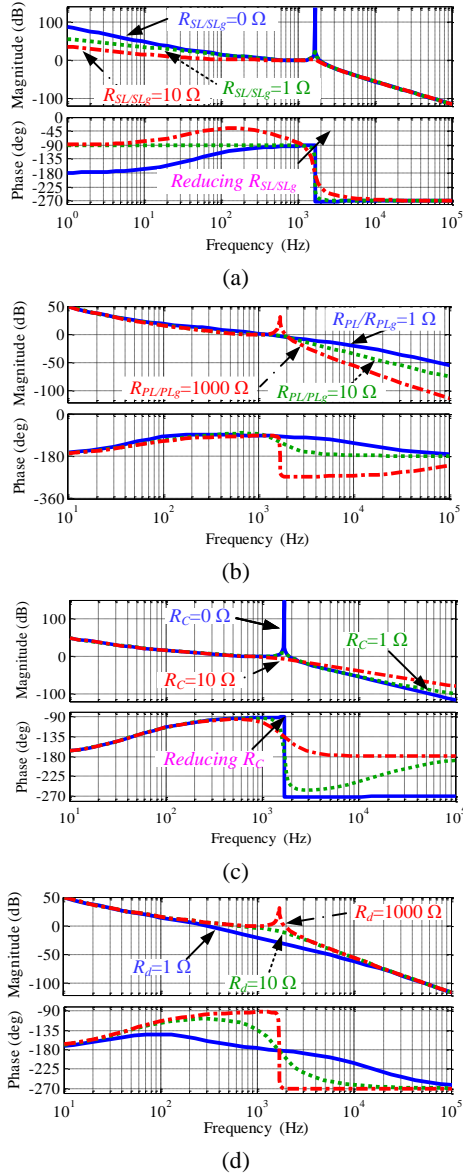 100
0
-100
Magnitude (dB)
R_SL/SLg=0 Ω
R_SL/SLg=1 Ω
R_SL/SLg=10 Ω
0
-45
-90
-135
-180
-225
-270
Phase (deg)
Reducing R_SL/SLg
10^0 10^1 10^2 10^3 10^4 10^5
Frequency (Hz)
(a)
50
0
-50
-100
Magnitude (dB)
R_PL/R_PLg=1 Ω
R_PL/PLg=1000 Ω
R_PL/PLg=10 Ω
0
-180
-360
Phase (deg)
10^1 10^2 10^3 10^4 10^5
Frequency (Hz)
(b)
100
0
-100
Magnitude (dB)
R_C=0 Ω
R_C=1 Ω
R_C=10 Ω
-90
-135
-180
-225
-270
Phase (deg)
Reducing R_C
10^1 10^2 10^3 10^4 10^5
Frequency (Hz)
(c)
50
0
-50
-100
Magnitude (dB)
R_d=1000 Ω
R_d=1 Ω
R_d=10 Ω
-90
-135
-180
-225
-270
Phase (deg)
10^1 10^2 10^3 10^4 10^5
Frequency (Hz)
(d)